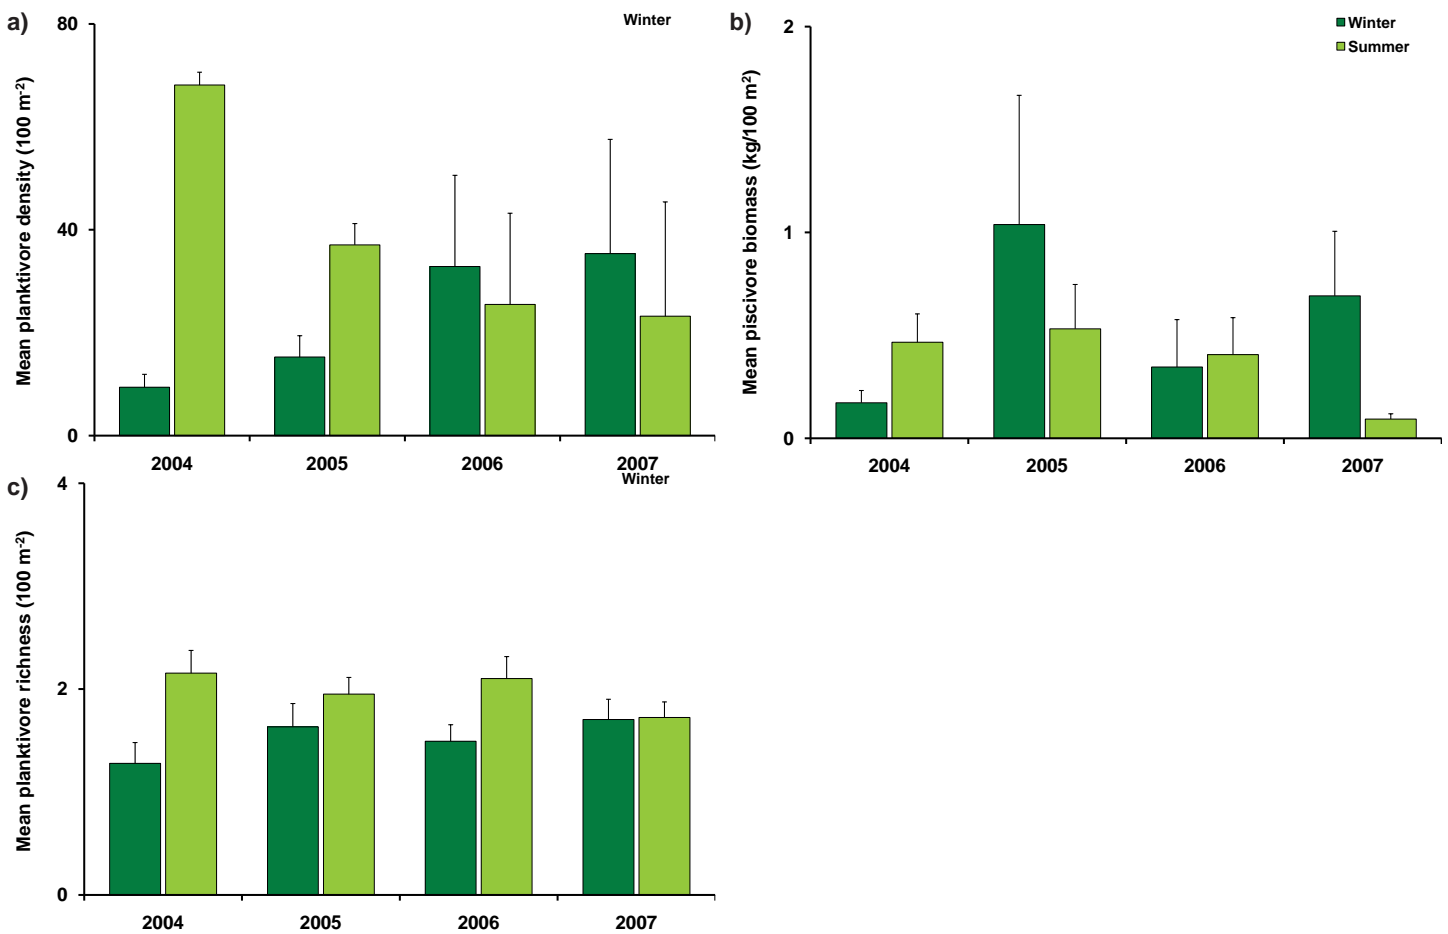 a)
Winter
80
40
0
Mean planktivore density (100 m-2)
2004 2005 2006 2007
b)
Winter
Summer
2
1
0
Mean piscivore biomass (kg/100 m2)
2004 2005 2006 2007
c)
Winter
4
2
0
Mean planktivore richness (100 m-2)
2004 2005 2006 2007